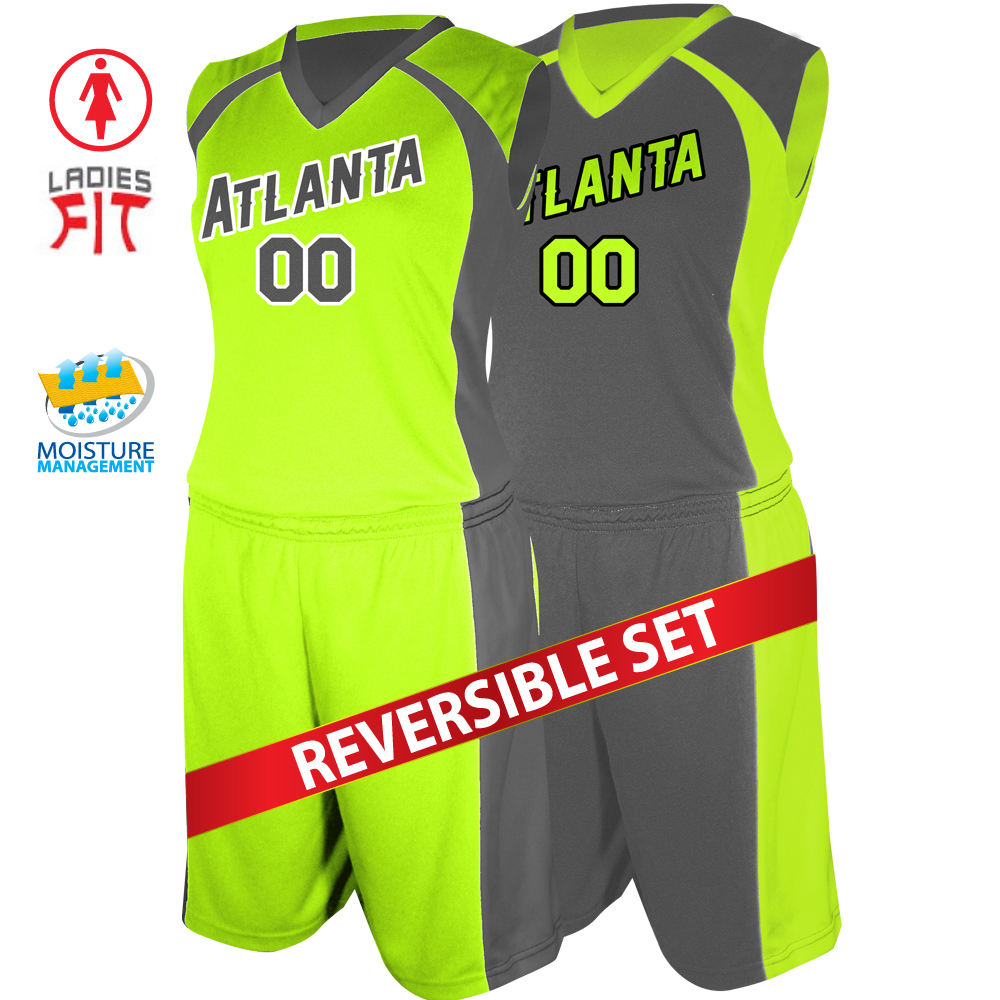 LADIES
FIT
ATLANTA
00
TLANTA
00
MOISTURE
MANAGEMENT
REVERSIBLE SET